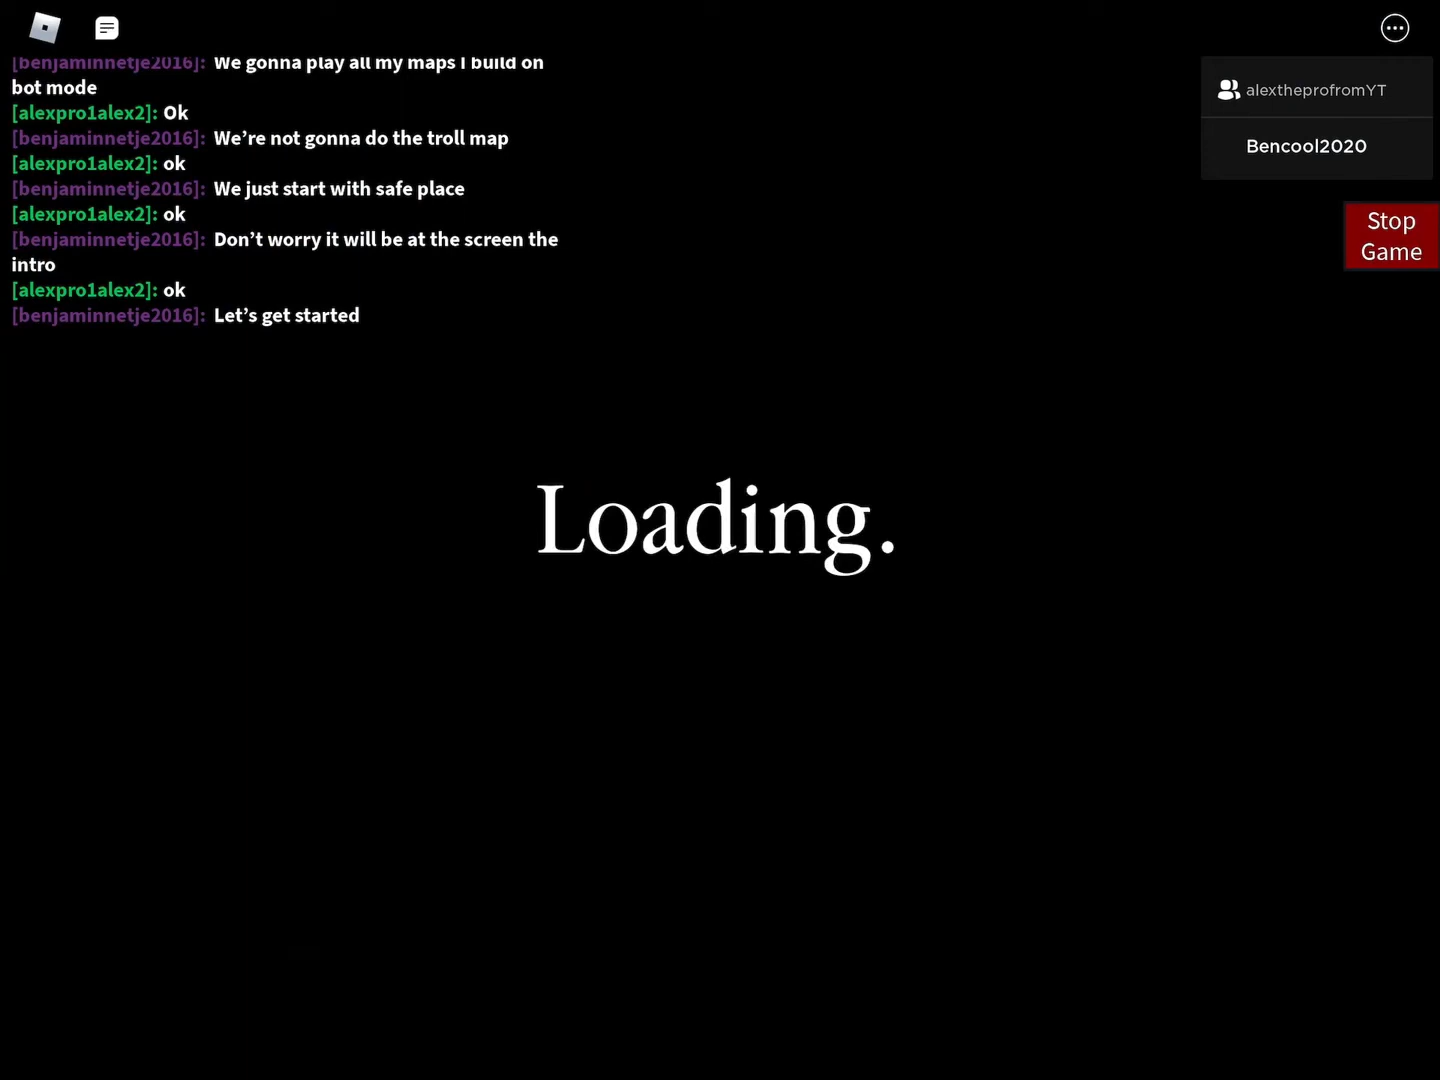 [benjaminnetje2016]: We gonna play all my maps I build on
bot mode
[alexpro1alex2]: Ok
[benjaminnetje2016]: We’re not gonna do the troll map
[alexpro1alex2]: ok
[benjaminnetje2016]: We just start with safe place
[alexpro1alex2]: ok
[benjaminnetje2016]: Don’t worry it will be at the screen the
intro
[alexpro1alex2]: ok
[benjaminnetje2016]: Let’s get started
alextheprofromYT
Bencool2020
Stop
Game
Loading.